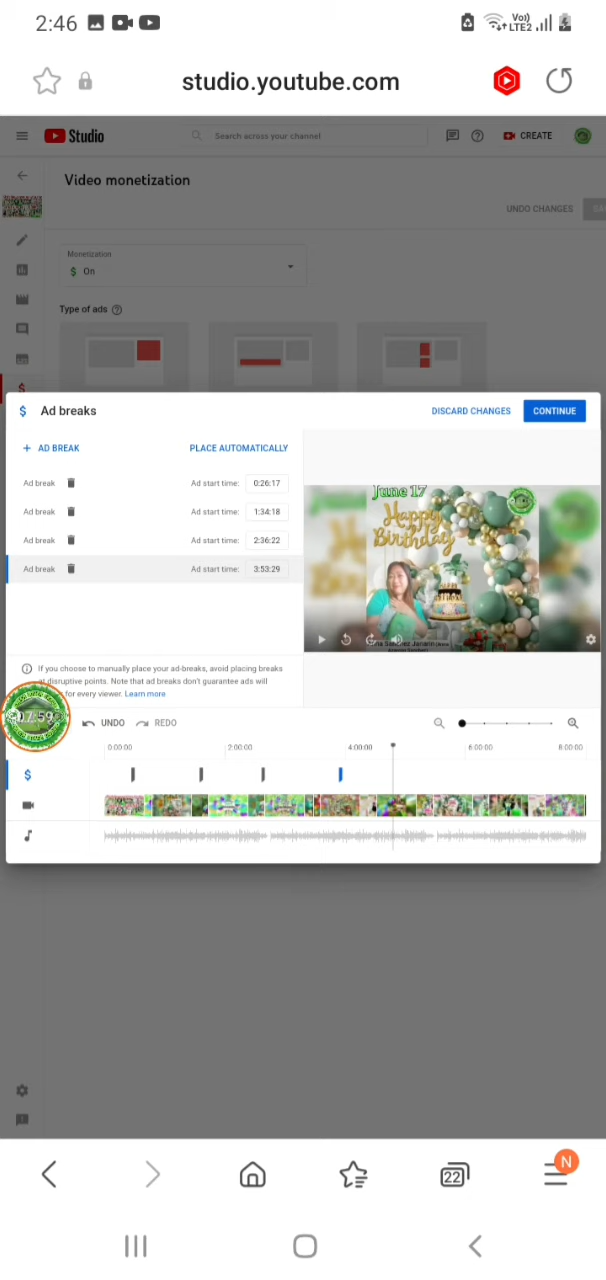 2:46
Vo)
LTE2
studio.youtube.com
Studio
Search across your channel
CREATE
Video monetization
UNDO CHANGES
Monetization
$ On
Type of ads
$ Ad breaks
DISCARD CHANGES
CONTINUE
+ AD BREAK
PLACE AUTOMATICALLY
Ad break Ad start time: 0:26:17
Ad break Ad start time: 1:34:18
Ad break Ad start time: 2:36:22
Ad break Ad start time: 3:53:29
June 17
Happy
Birthday
If you choose to manually place your ad-breaks, avoid placing breaks
at disruptive points. Note that ad breaks don't guarantee ads will
for every viewer. Learn more
UNDO REDO
0:00:00 2:00:00 4:00:00 6:00:00 8:00:00
$
22
N